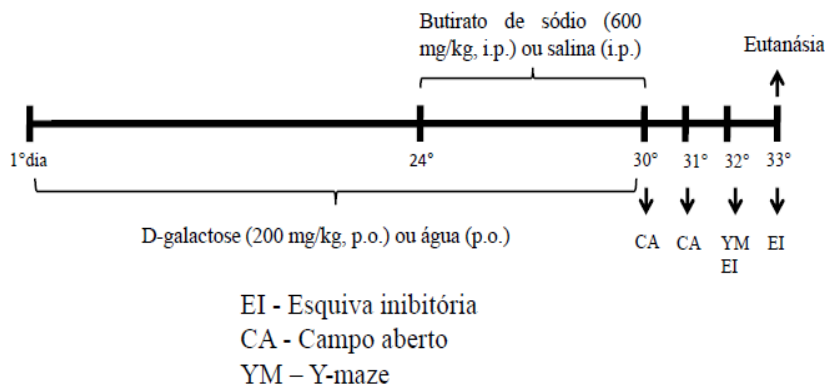 Butirato de sódio (600
mg/kg, i.p.) ou salina (i.p.)
Eutanásia
1°dia
24°
30°
31°
32°
33°
D-galactose (200 mg/kg, p.o.) ou água (p.o.)
CA
CA
YM
EI
EI
EI - Esquiva inibitória
CA - Campo aberto
YM – Y-maze